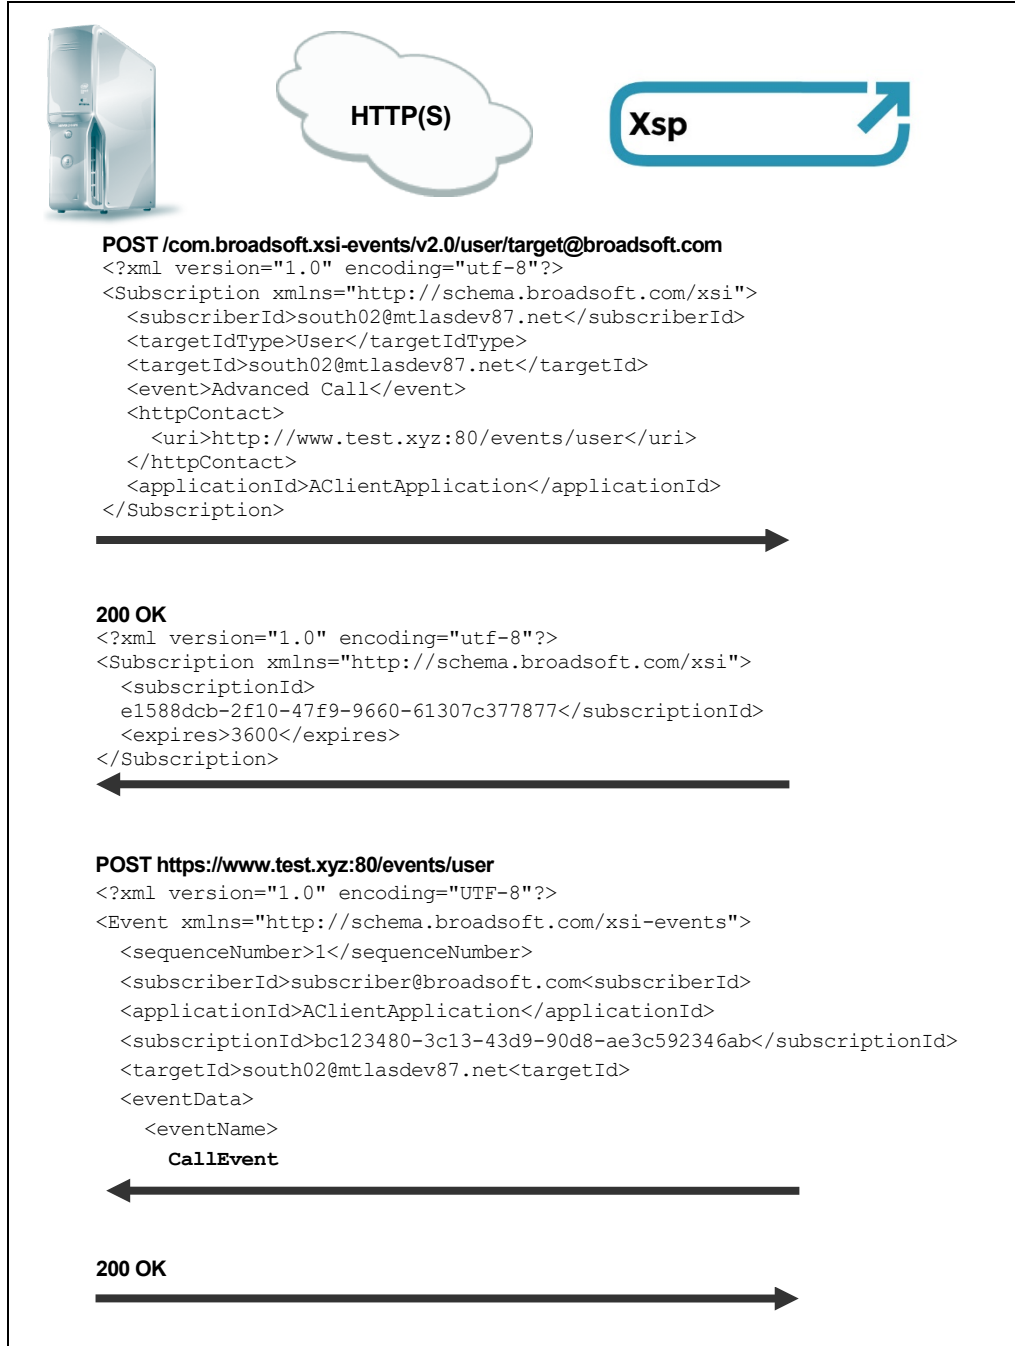 HTTP(S)
Xsp
POST /com.broadsoft.xsi-events/v2.0/user/target@broadsoft.com
<?xml version="1.0" encoding="utf-8"?>
<Subscription xmlns="http://schema.broadsoft.com/xsi">
<subscriberId>south02@mtlasdev87.net</subscriberId>
<targetIdType>User</targetIdType>
<targetId>south02@mtlasdev87.net</targetId>
<event>Advanced Call</event>
<httpContact>
<uri>http://www.test.xyz:80/events/user</uri>
</httpContact>
<applicationId>AClientApplication</applicationId>
</Subscription>
200 OK
<?xml version="1.0" encoding="utf-8"?>
<Subscription xmlns="http://schema.broadsoft.com/xsi">
<subscriptionId>
e1588dcb-2f10-47f9-9660-61307c377877</subscriptionId>
<expires>3600</expires>
</Subscription>
POST https://www.test.xyz:80/events/user
<?xml version="1.0" encoding="UTF-8"?>
<Event xmlns="http://schema.broadsoft.com/xsi-events">
<sequenceNumber>1</sequenceNumber>
<subscriberId>subscriber@broadsoft.com<subscriberId>
<applicationId>AClientApplication</applicationId>
<subscriptionId>bc123480-3c13-43d9-90d8-ae3c592346ab</subscriptionId>
<targetId>south02@mtlasdev87.net<targetId>
<eventData>
<eventName>
CallEvent
200 OK